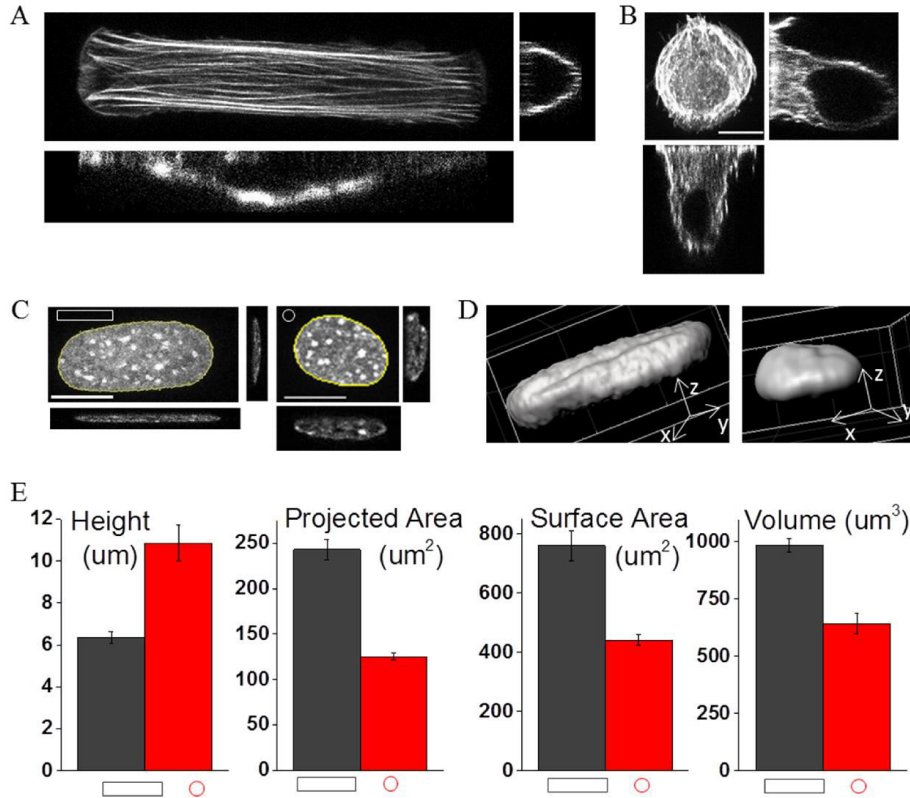 A
B
C
D
z
x
y
z
x
y
E
Height
(um)
12
10
8
6
4
2
0
Projected Area
(um²)
250
200
150
100
50
0
Surface Area
(um²)
800
600
400
200
0
Volume (um³)
1000
750
500
250
0